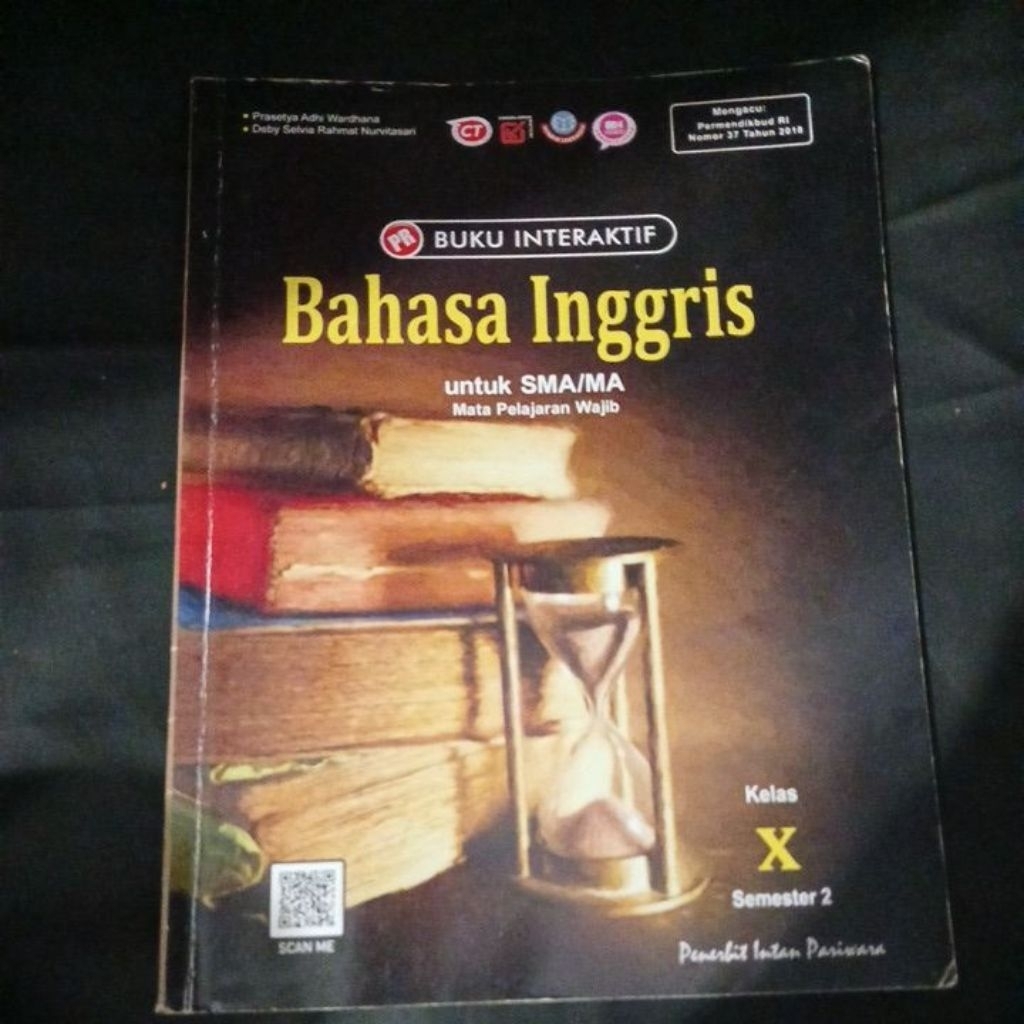 • Prasetya Adhi Wardhana
• Deby Selvia Rahmat Nurvitasari
CT
Mengacu:
Permendikbud RI
Nomor 37 Tahun 2018
PR BUKU INTERAKTIF
Bahasa Inggris
untuk SMA/MA
Mata Pelajaran Wajib
Kelas
X
Semester 2
SCAN ME
Penerbit Intan Pariwara